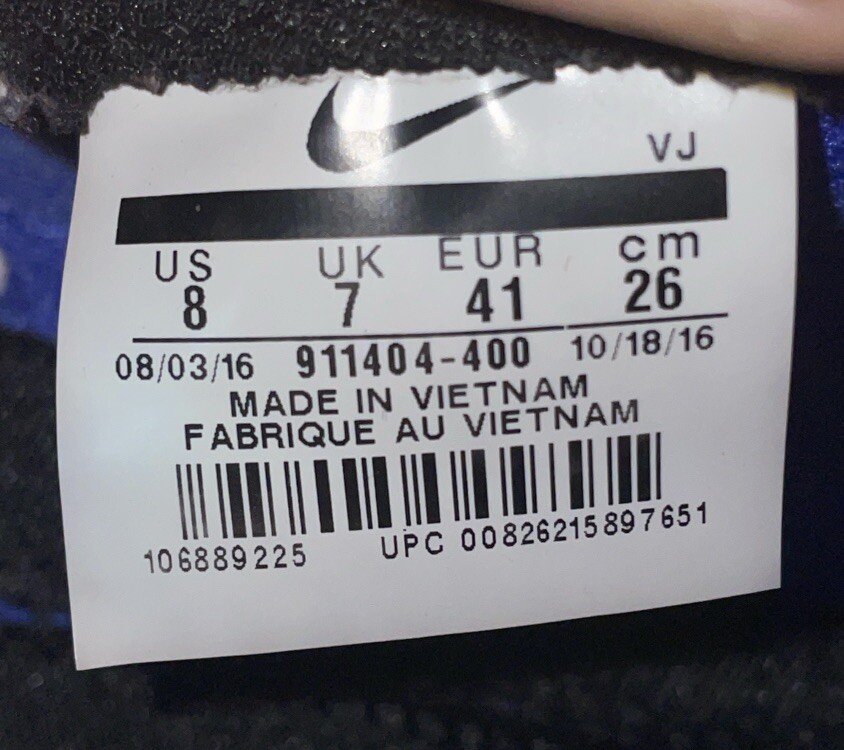 VJ
US UK EUR cm
8 7 41 26
08/03/16 911404-400 10/18/16
MADE IN VIETNAM
FABRIQUE AU VIETNAM
106889225 UPC 00826215897651